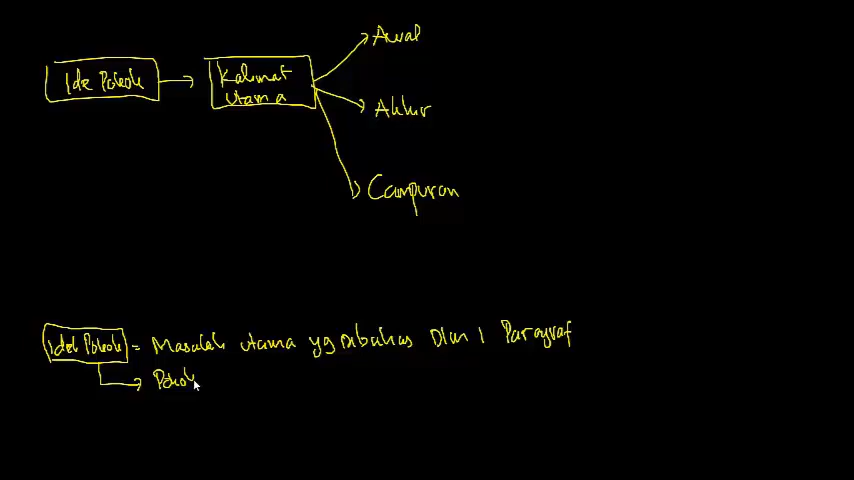 Awal
Ide Pokok
Kalimat
Utama
Akhir
Campuran
Ide Pokok = Masalah utama yg dibahas Dlm 1 Paragraf
Pokok